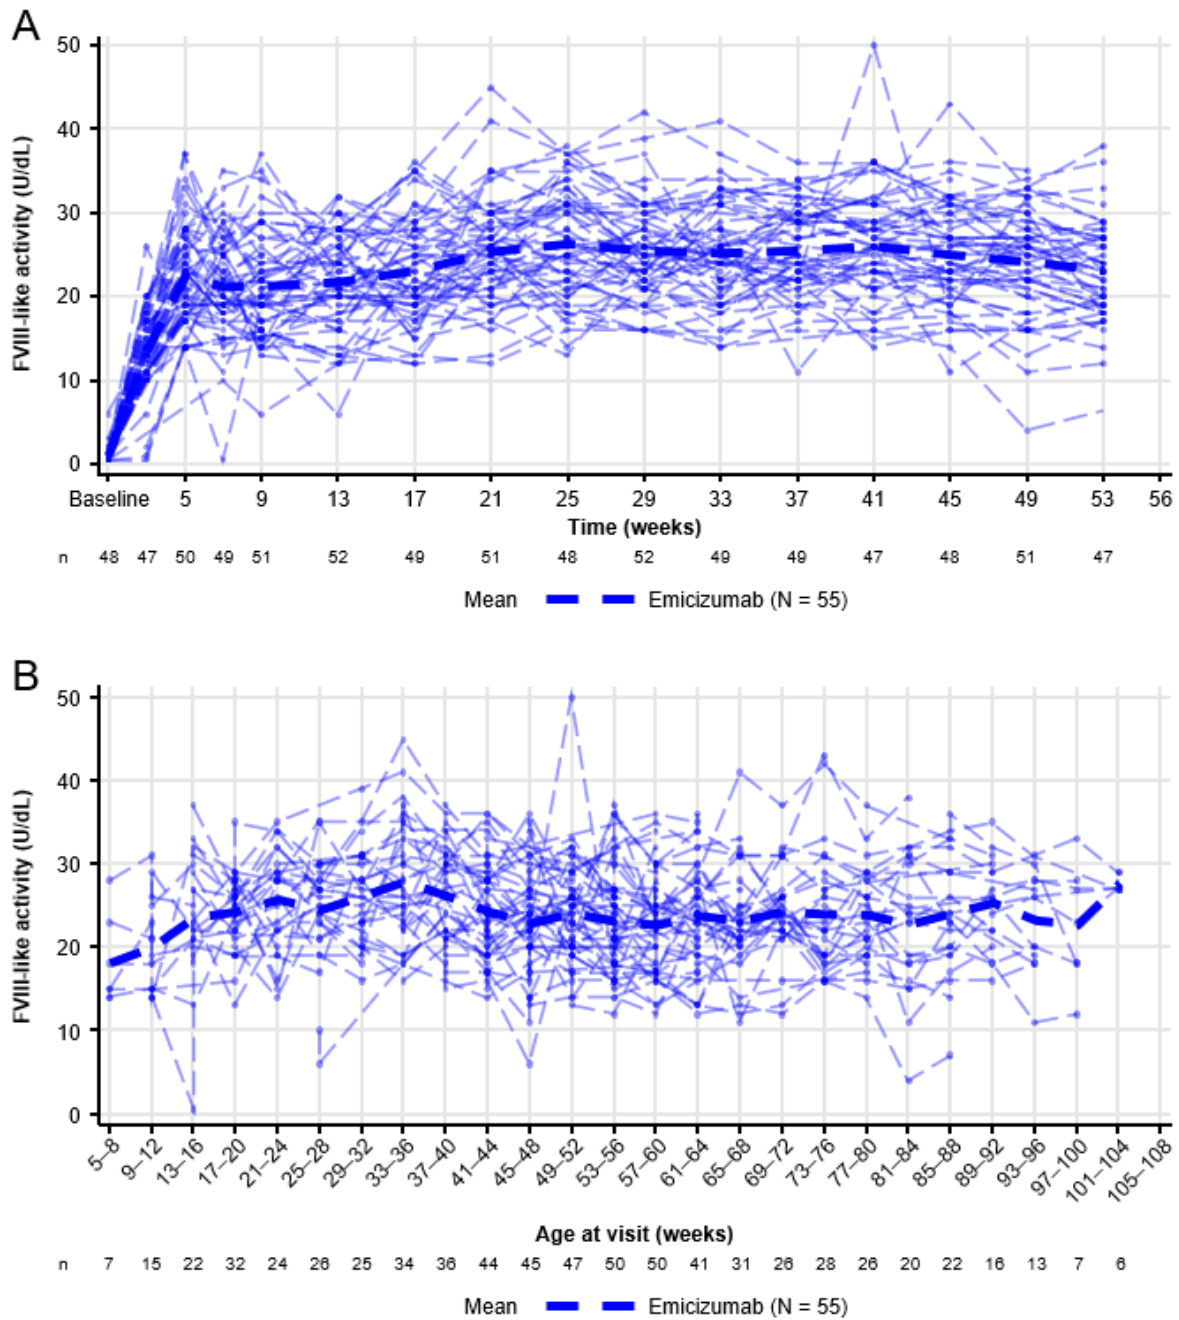 A
50
40
30
20
10
0
FVIII-like activity (U/dL)
Baseline 5 9 13 17 21 25 29 33 37 41 45 49 53 56
Time (weeks)
n 48 47 50 49 51 52 49 51 48 52 49 49 47 48 51 47
Mean Emicizumab (N = 55)
B
50
40
30
20
10
0
FVIII-like activity (U/dL)
5–8 9–12 13–16 17–20 21–24 25–28 29–32 33–36 37–40 41–44 45–48 49–52 53–56 57–60 61–64 65–68 69–72 73–76 77–80 81–84 85–88 89–92 93–96 97–100 101–104 105–108
Age at visit (weeks)
n 7 15 22 32 24 26 25 34 36 44 45 47 50 50 41 31 26 28 26 20 22 16 13 7 6
Mean Emicizumab (N = 55)